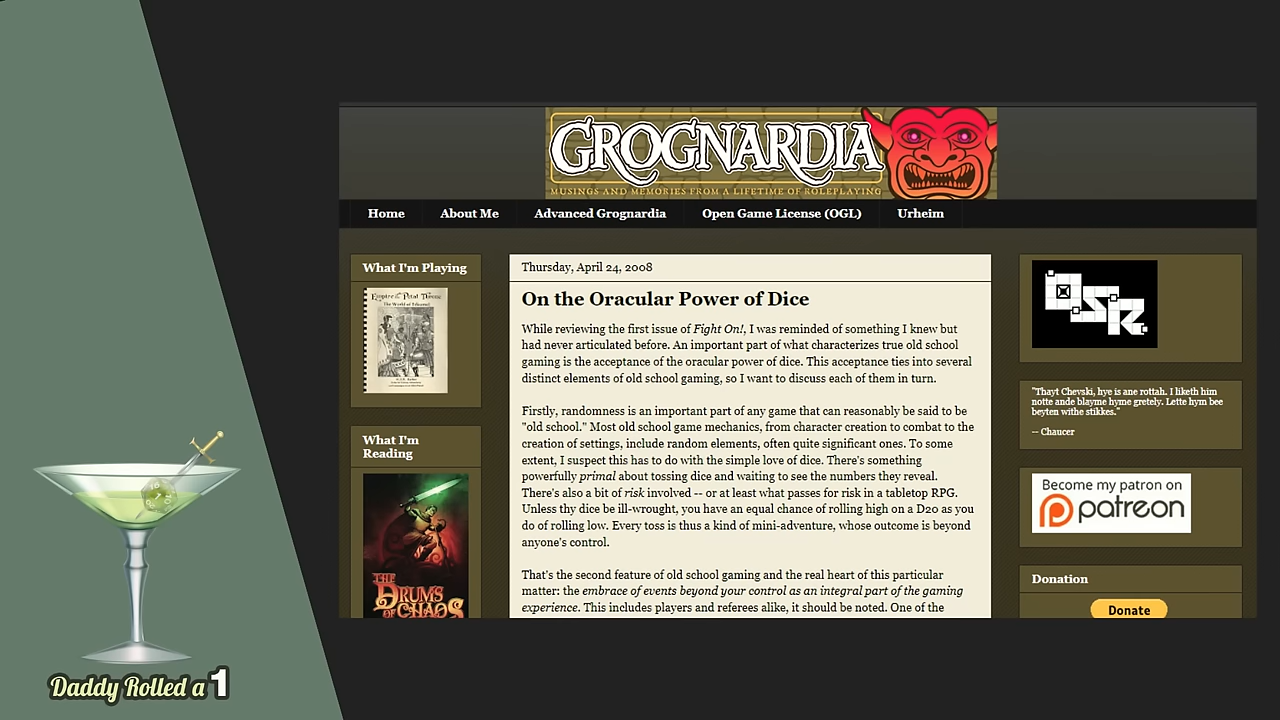 GROGNARDIA
MUSINGS AND MEMORIES FROM A LIFETIME OF ROLEPLAYING
Home
About Me
Advanced Grognardia
Open Game License (OGL)
Urheim
What I'm Playing
Empire of the Petal Throne
The World of Tékumel
What I'm
Reading
THE
DRUMS
OF CHAOS
Thursday, April 24, 2008
On the Oracular Power of Dice
While reviewing the first issue of Fight On!, I was reminded of something I knew but
had never articulated before. An important part of what characterizes true old school
gaming is the acceptance of the oracular power of dice. This acceptance ties into several
distinct elements of old school gaming, so I want to discuss each of them in turn.
Firstly, randomness is an important part of any game that can reasonably be said to be
"old school." Most old school game mechanics, from character creation to combat to the
creation of settings, include random elements, often quite significant ones. To some
extent, I suspect this has to do with the simple love of dice. There's something
powerfully primal about tossing dice and waiting to see the numbers they reveal.
There's also a bit of risk involved -- or at least what passes for risk in a tabletop RPG.
Unless thy dice be ill-wrought, you have an equal chance of rolling high on a D20 as you
do of rolling low. Every toss is thus a kind of mini-adventure, whose outcome is beyond
anyone's control.
That's the second feature of old school gaming and the real heart of this particular
matter: the embrace of events beyond your control as an integral part of the gaming
experience. This includes players and referees alike, it should be noted. One of the
OSR
"Thayt Chevski, hye is ane rottah. I liketh him
notte ande blayme hyme gretely. Lette hym bee
beyten withe stikkes."
— Chaucer
Become my patron on
patreon
Donation
Donate
Daddy Rolled a 1